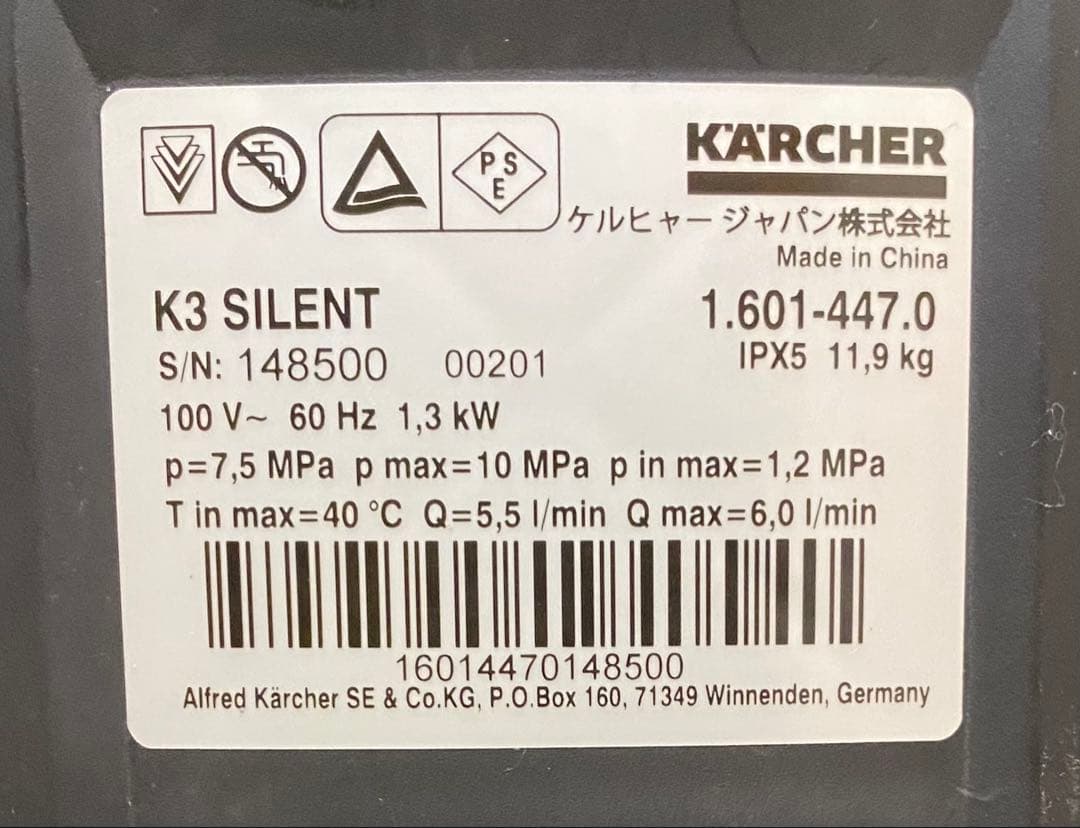 PSE
KÄRCHER
ケルヒャー ジャパン株式会社
Made in China
K3 SILENT 1.601-447.0
S/N: 148500 00201 IPX5 11,9 kg
100 V~ 60 Hz 1,3 kW
p=7,5 MPa p max=10 MPa p in max=1,2 MPa
T in max=40 °C Q=5,5 l/min Q max=6,0 l/min
16014470148500
Alfred Kärcher SE & Co.KG, P.O.Box 160, 71349 Winnenden, Germany